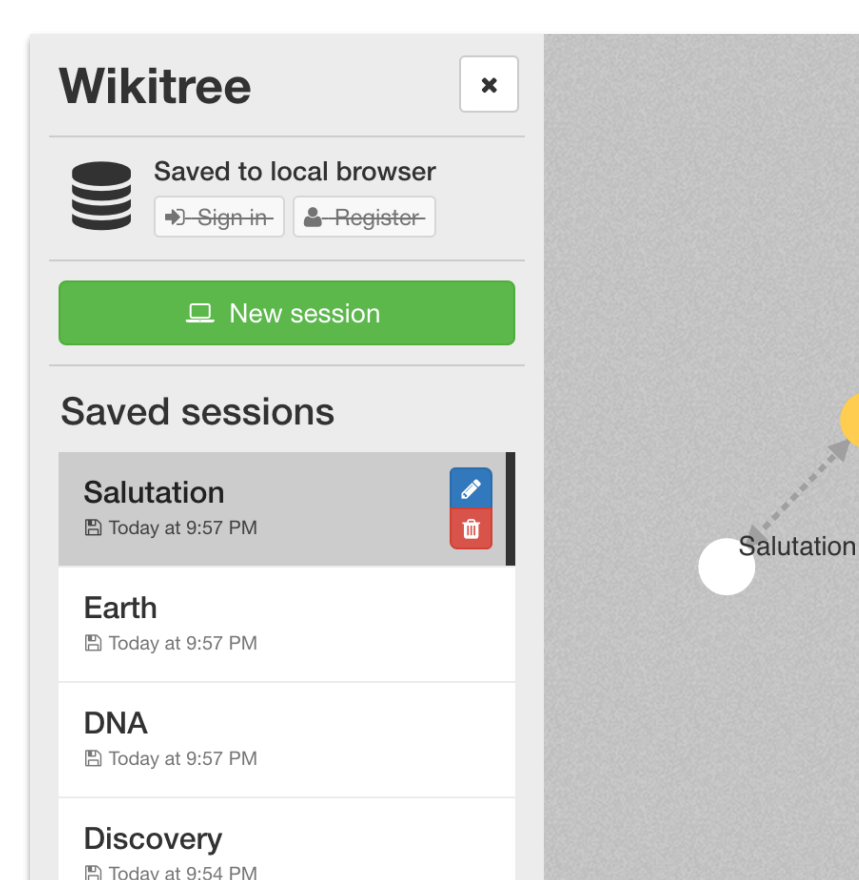 Wikitree
Saved to local browser
Sign in Register
New session
Saved sessions
Salutation
Today at 9:57 PM
Earth
Today at 9:57 PM
DNA
Today at 9:57 PM
Discovery
Today at 9:54 PM
Salutation